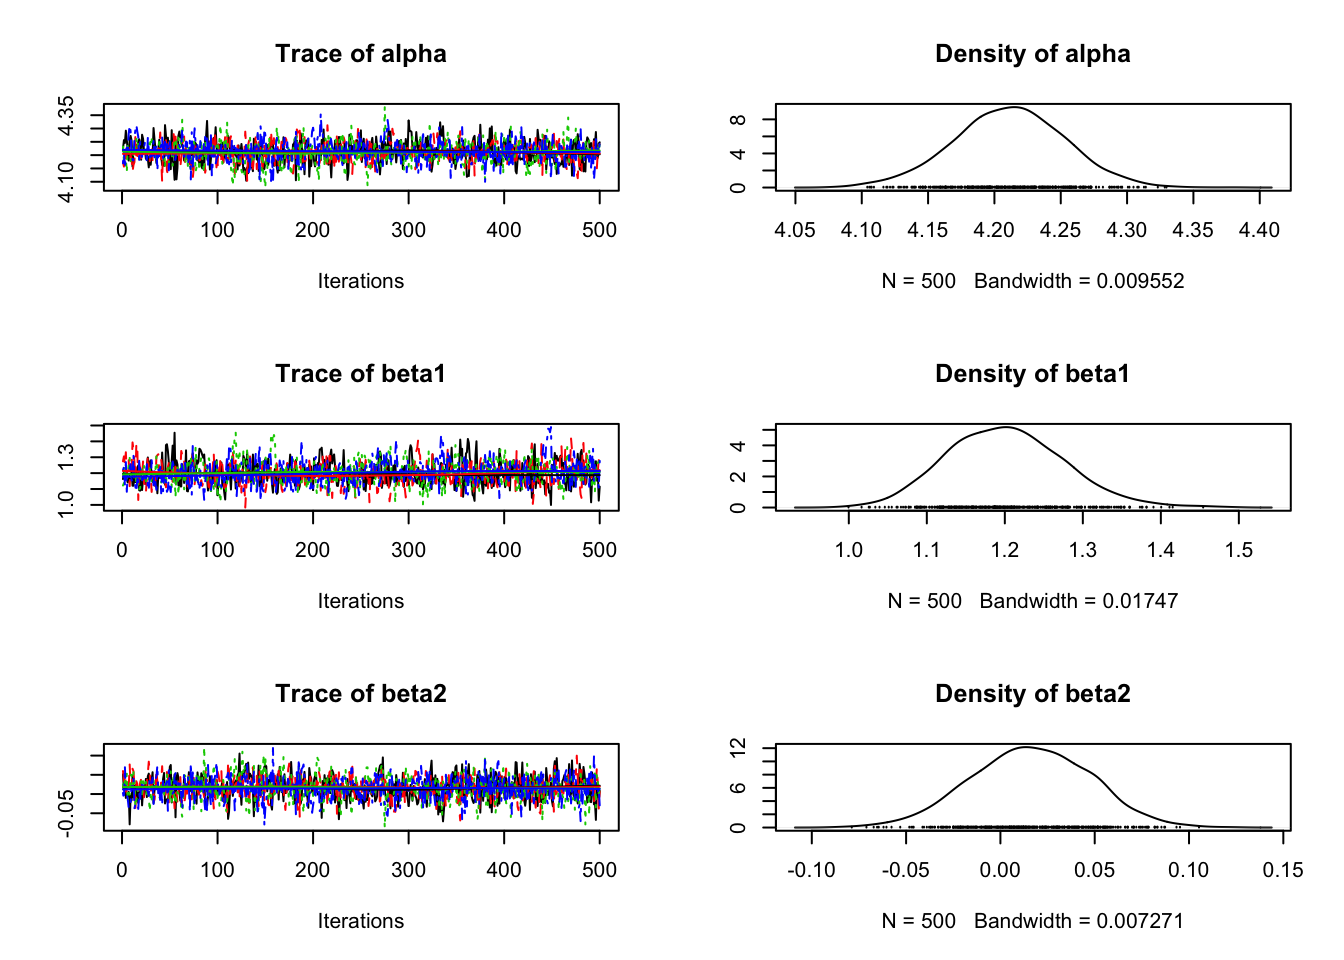 Trace of alpha
4.35
4.10
0 100 200 300 400 500
Iterations
Density of alpha
8
4
0
4.05 4.10 4.15 4.20 4.25 4.30 4.35 4.40
N = 500 Bandwidth = 0.009552
Trace of beta1
1.3
1.0
0 100 200 300 400 500
Iterations
Density of beta1
4
2
0
1.0 1.1 1.2 1.3 1.4 1.5
N = 500 Bandwidth = 0.01747
Trace of beta2
-0.05
0 100 200 300 400 500
Iterations
Density of beta2
12
6
0
-0.10 -0.05 0.00 0.05 0.10 0.15
N = 500 Bandwidth = 0.007271